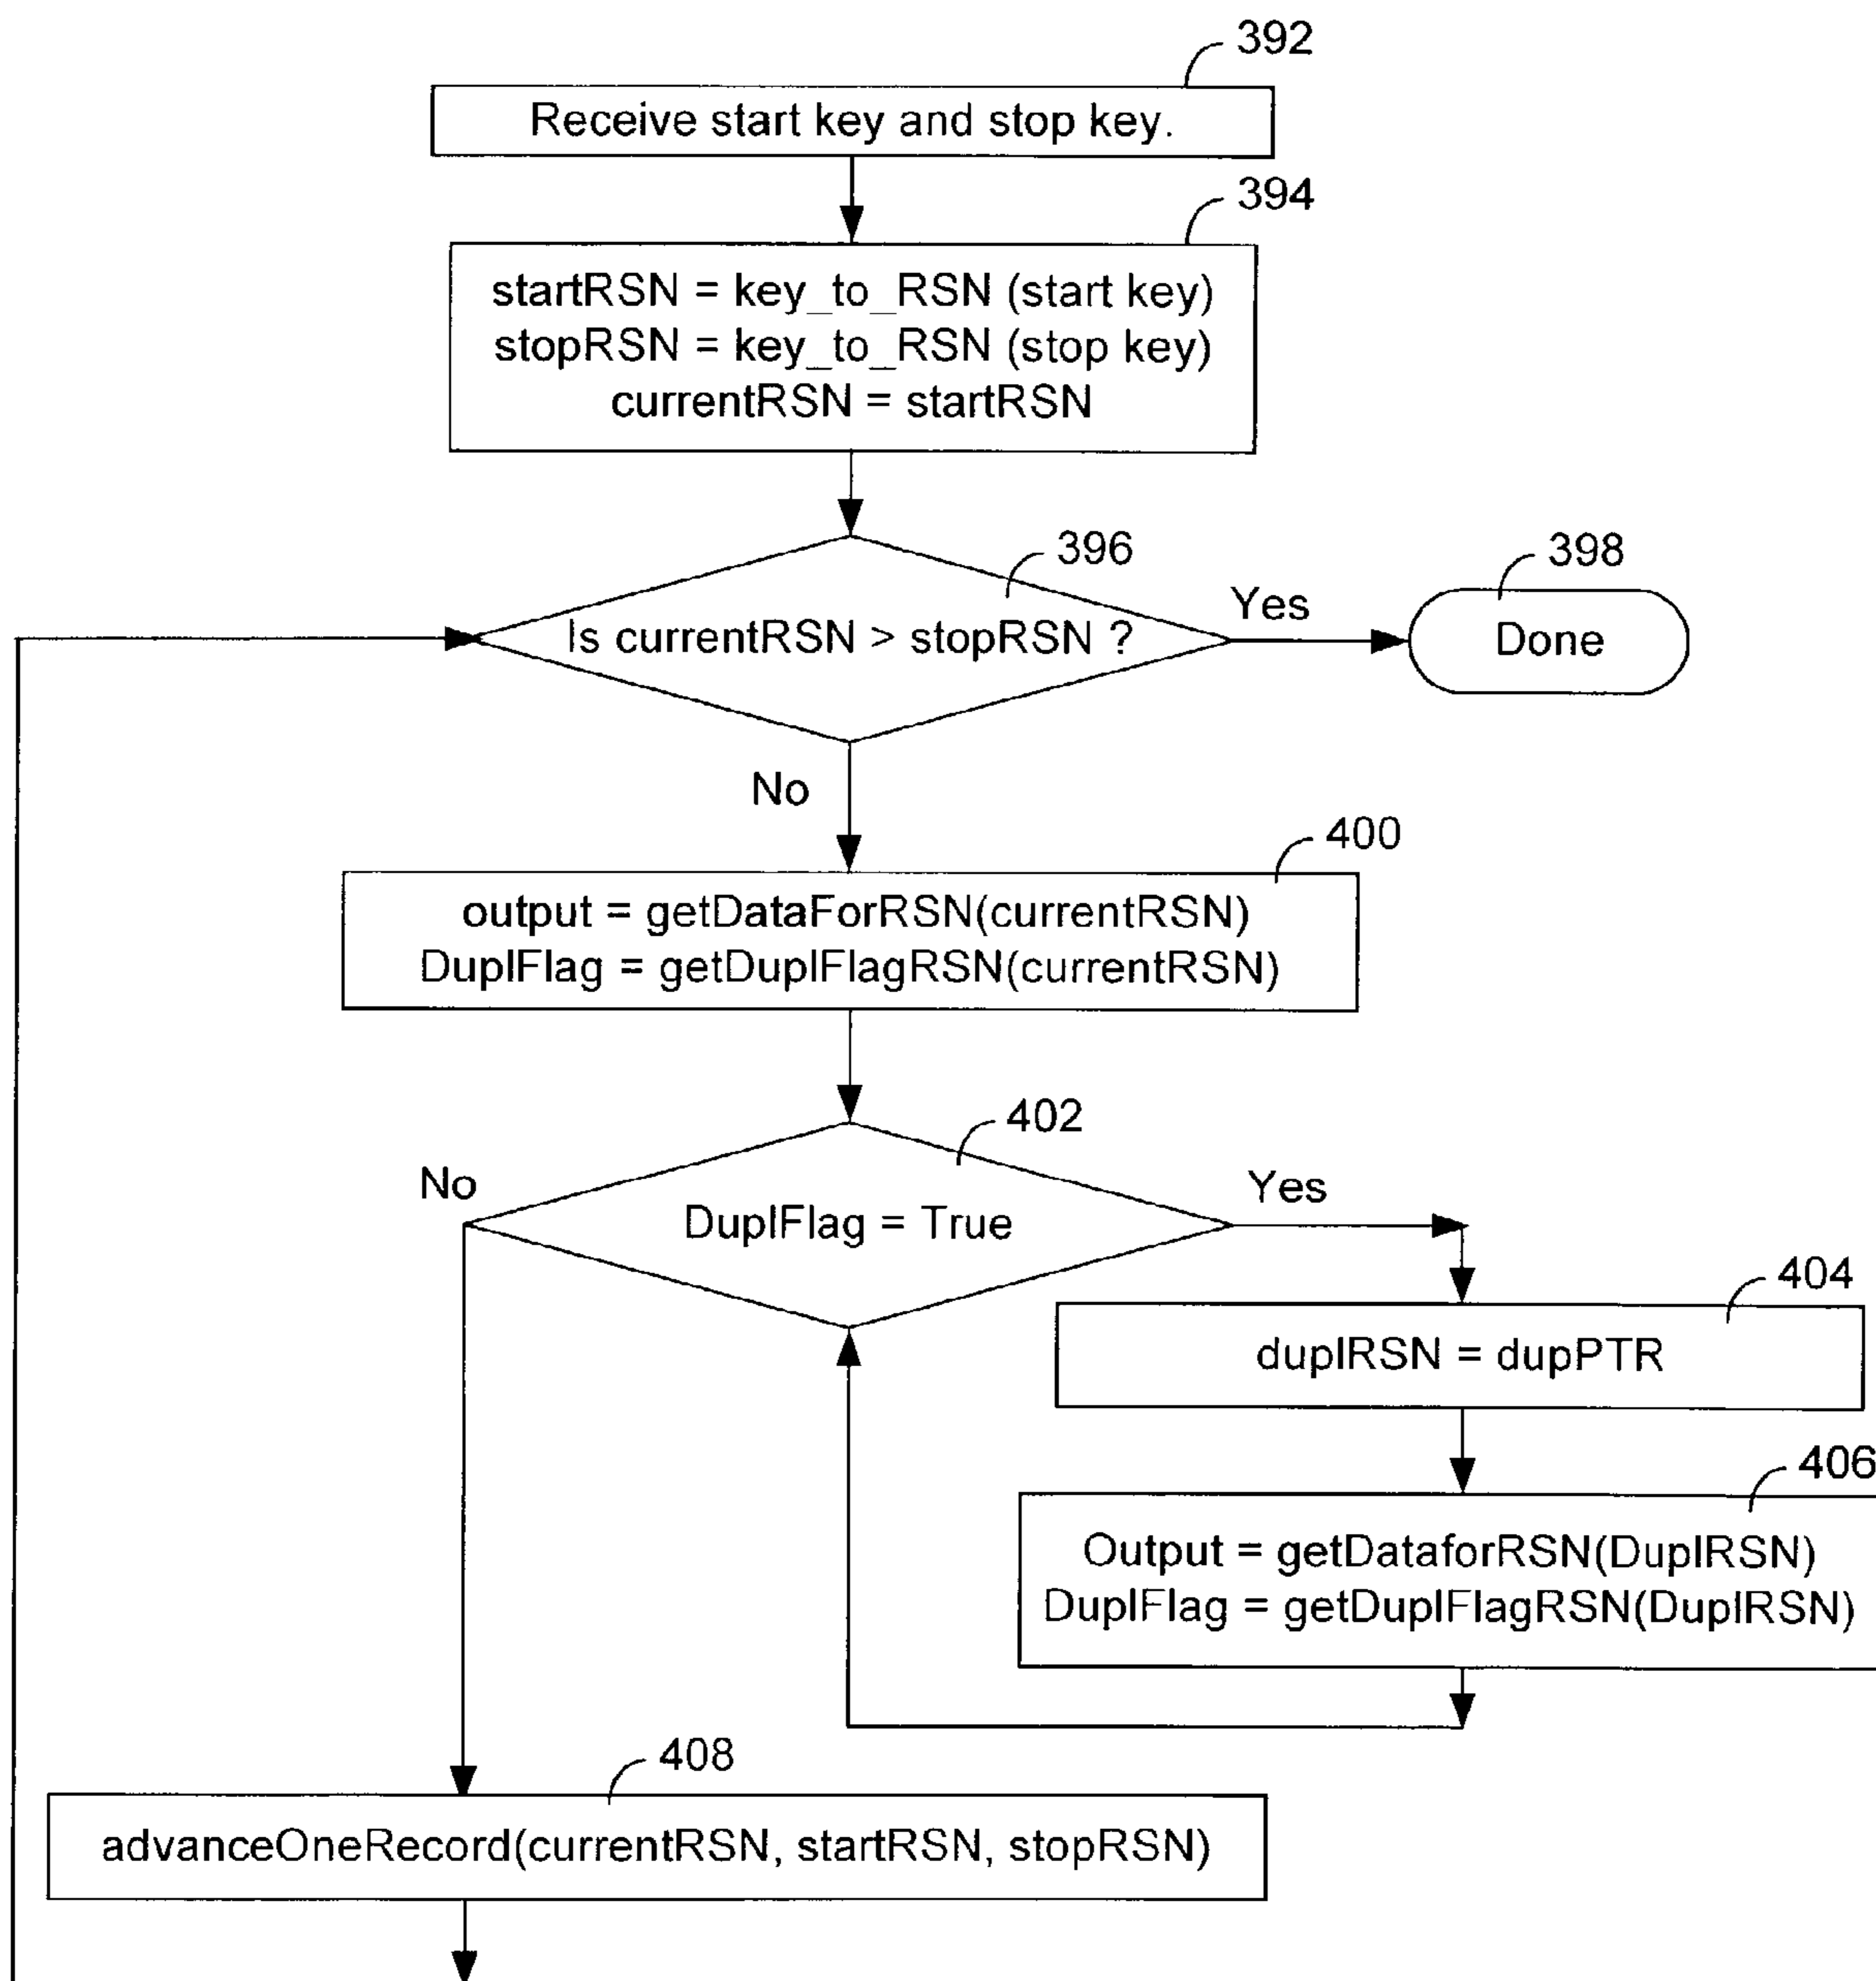 392
Receive start key and stop key.
394
startRSN = key_to_RSN (start key)
stopRSN = key_to_RSN (stop key)
currentRSN = startRSN
396
398
Is currentRSN > stopRSN ?
Yes
Done
No
400
output = getDataForRSN(currentRSN)
DuplFlag = getDuplFlagRSN(currentRSN)
402
No
Yes
DuplFlag = True
404
duplRSN = dupPTR
406
Output = getDataforRSN(DuplRSN)
DuplFlag = getDuplFlagRSN(DuplRSN)
408
advanceOneRecord(currentRSN, startRSN, stopRSN)